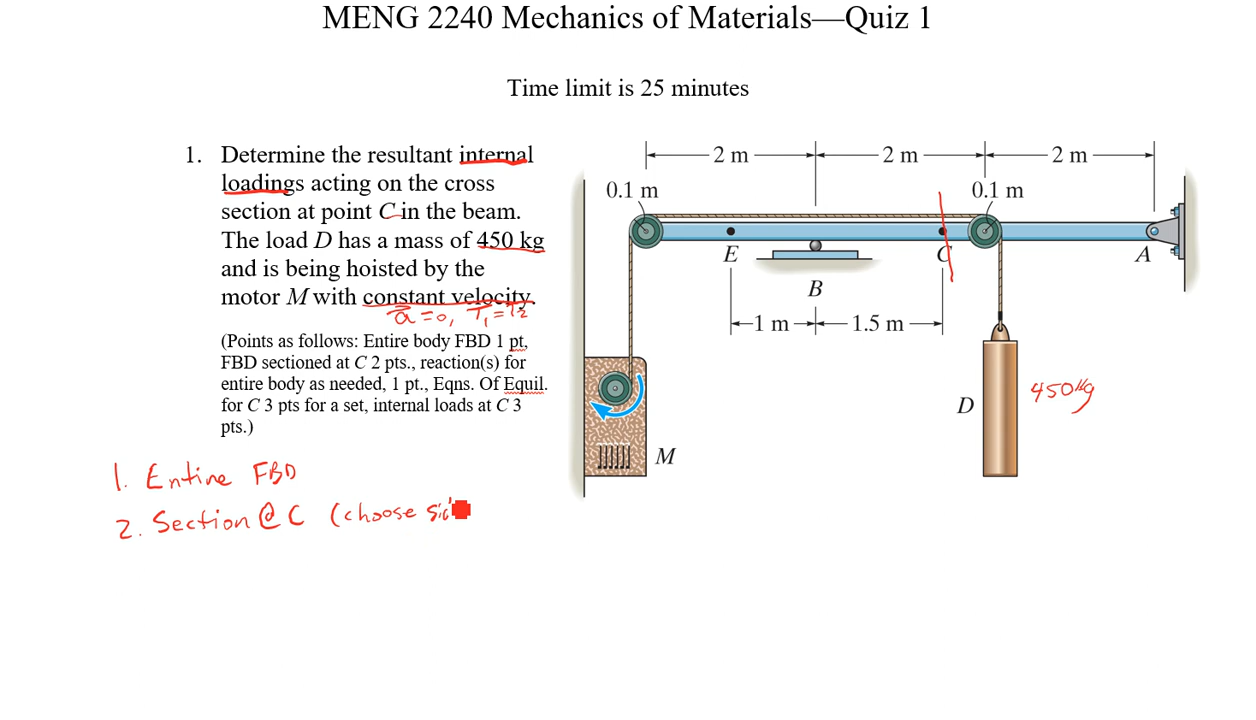 MENG 2240 Mechanics of Materials—Quiz 1
Time limit is 25 minutes
1. Determine the resultant internal
loadings acting on the cross
section at point C in the beam.
The load D has a mass of 450 kg
and is being hoisted by the
motor M with constant velocity.
a = 0, T1 = T2
(Points as follows: Entire body FBD 1 pt,
FBD sectioned at C 2 pts., reaction(s) for
entire body as needed, 1 pt., Eqns. Of Equil.
for C 3 pts for a set, internal loads at C 3
pts.)
1. Entire FBD
2. Section @ C (choose
2 m 2 m 2 m
0.1 m 0.1 m
E C A
B
1 m 1.5 m
D 450 kg
M